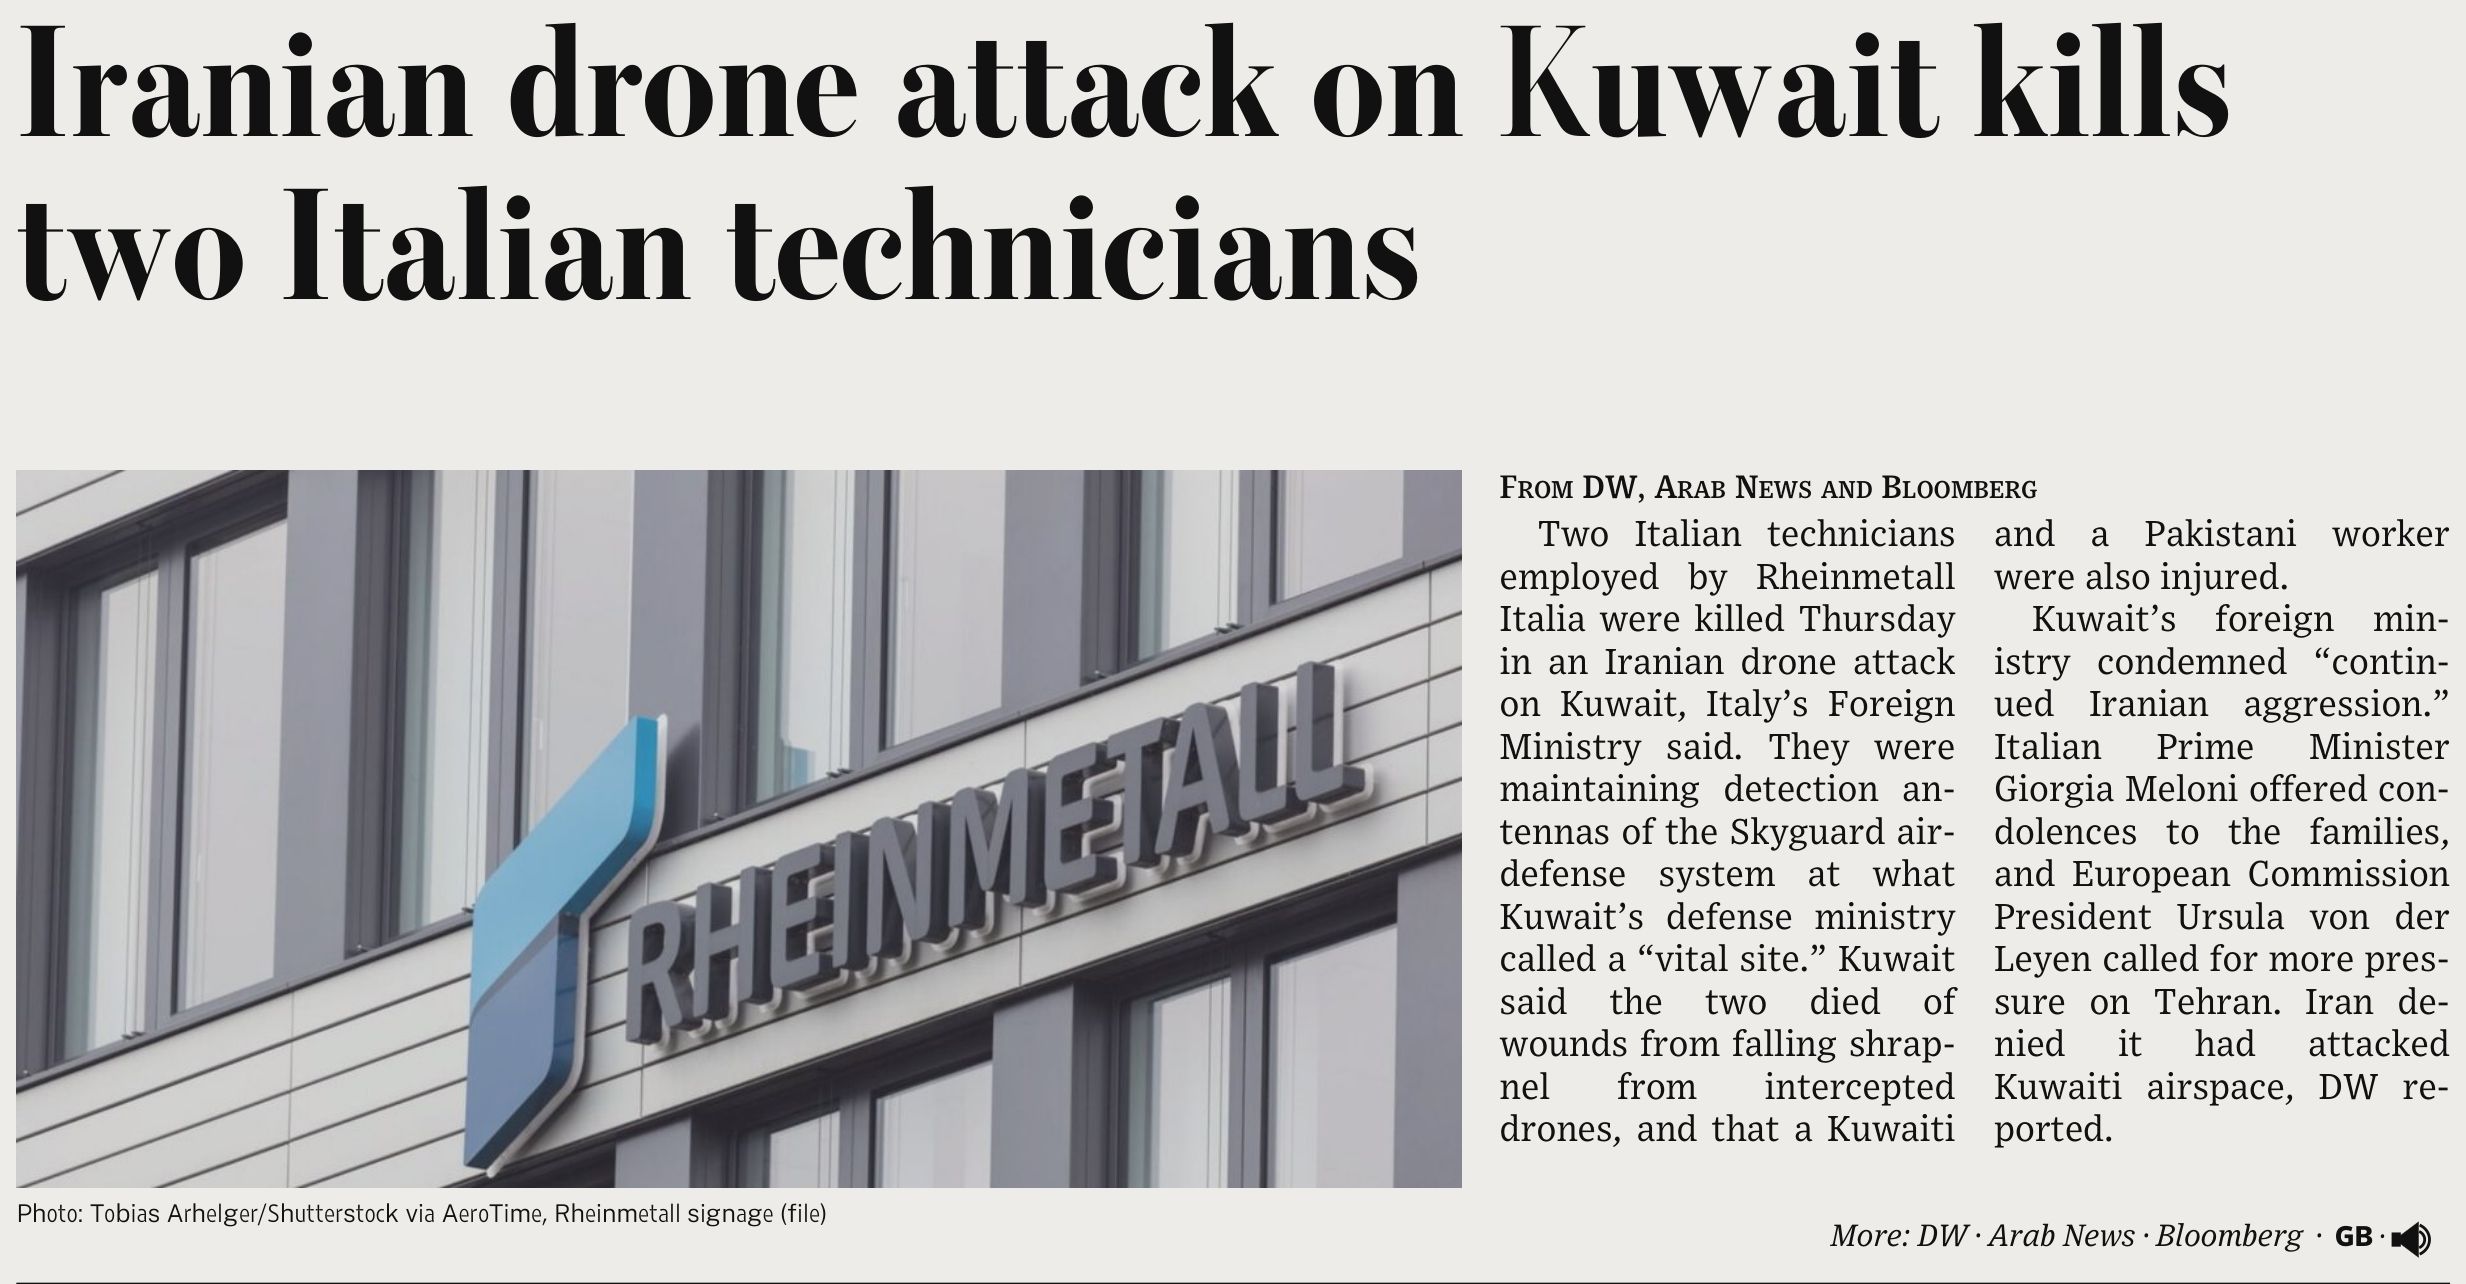 Iranian drone attack on Kuwait kills
two Italian technicians
RHEINMETALL
Photo: Tobias Arhelger/Shutterstock via AeroTime, Rheinmetall signage (file)
From DW, Arab News and Bloomberg
Two Italian technicians
employed by Rheinmetall
Italia were killed Thursday
in an Iranian drone attack
on Kuwait, Italy’s Foreign
Ministry said. They were
maintaining detection an-
tennas of the Skyguard air-
defense system at what
Kuwait’s defense ministry
called a “vital site.” Kuwait
said the two died of
wounds from falling shrap-
nel from intercepted
drones, and that a Kuwaiti
and a Pakistani worker
were also injured.
Kuwait’s foreign min-
istry condemned “contin-
ued Iranian aggression.”
Italian Prime Minister
Giorgia Meloni offered con-
dolences to the families,
and European Commission
President Ursula von der
Leyen called for more pres-
sure on Tehran. Iran de-
nied it had attacked
Kuwaiti airspace, DW re-
ported.
More: DW · Arab News · Bloomberg · GB ·